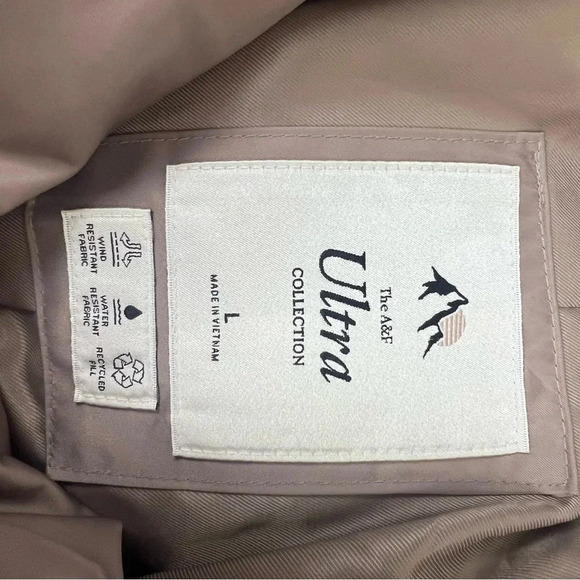 The A&F
Ultra
COLLECTION
L
MADE IN VIETNAM
WIND
RESISTANT
FABRIC
WATER
RESISTANT
FABRIC
RECYCLED
FILL